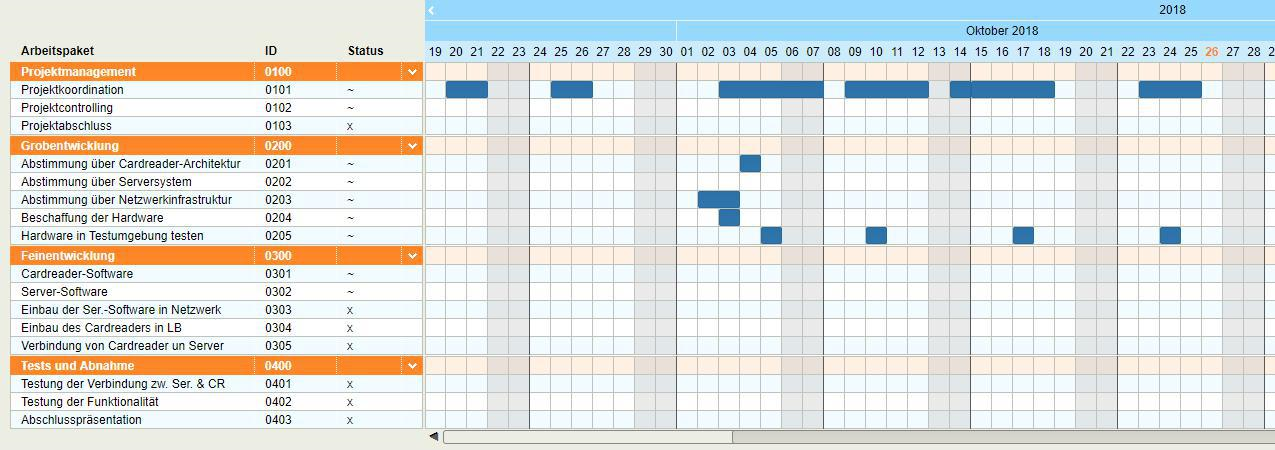 2018
Oktober 2018
Arbeitspaket ID Status 19 20 21 22 23 24 25 26 27 28 29 30 01 02 03 04 05 06 07 08 09 10 11 12 13 14 15 16 17 18 19 20 21 22 23 24 25 26 27 28
Projektmanagement 0100
Projektkoordination 0101 ~
Projektcontrolling 0102 ~
Projektabschluss 0103 x
Grobentwicklung 0200
Abstimmung über Cardreader-Architektur 0201 ~
Abstimmung über Serversystem 0202 ~
Abstimmung über Netzwerkinfrastruktur 0203 ~
Beschaffung der Hardware 0204 ~
Hardware in Testumgebung testen 0205 ~
Feinentwicklung 0300
Cardreader-Software 0301 ~
Server-Software 0302 ~
Einbau der Ser.-Software in Netzwerk 0303 x
Einbau des Cardreaders in LB 0304 x
Verbindung von Cardreader un Server 0305 x
Tests und Abnahme 0400
Testung der Verbindung zw. Ser. & CR 0401 x
Testung der Funktionalität 0402 x
Abschlusspräsentation 0403 x